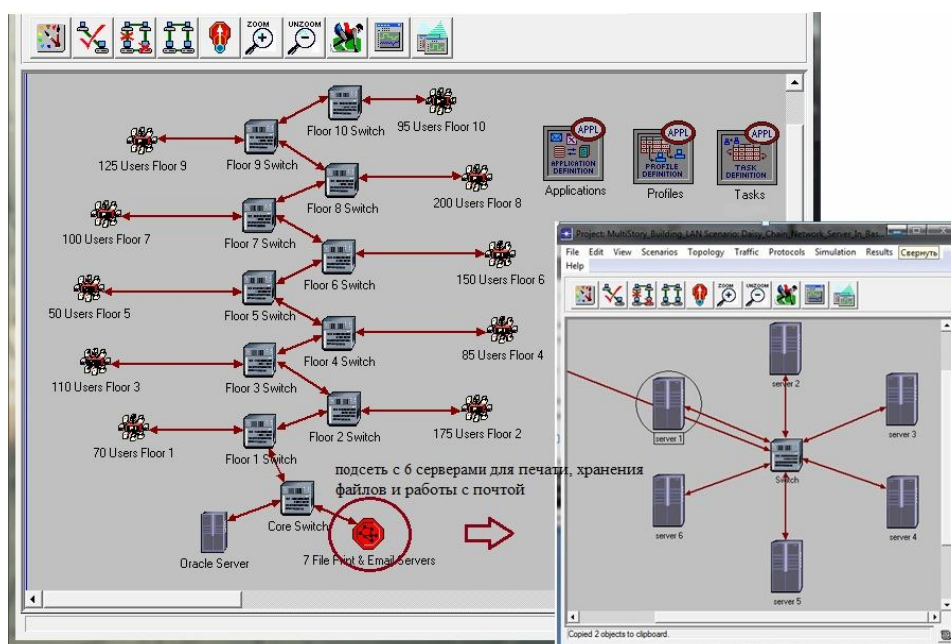 ZOOM
UNZOOM
Floor 10 Switch
95 Users Floor 10
125 Users Floor 9
Floor 9 Switch
Floor 8 Switch
200 Users Floor 8
100 Users Floor 7
Floor 7 Switch
Floor 6 Switch
150 Users Floor 6
50 Users Floor 5
Floor 5 Switch
Floor 4 Switch
85 Users Floor 4
110 Users Floor 3
Floor 3 Switch
Floor 2 Switch
175 Users Floor 2
70 Users Floor 1
Floor 1 Switch
Core Switch
Oracle Server
7 File Print & Email Servers
подсеть с 6 серверами для печати, хранения
файлов и работы с почтой
APPL
APPLICATION
DEFINITION
Applications
APPL
PROFILE
DEFINITION
Profiles
APPL
TASK
DEFINITION
Tasks
Project: MultiStory_Building_LAN Scenario: Daisy_Chain_Network_Server_In_Bas...
File Edit View Scenarios Topology Traffic Protocols Simulation Results Свернуть
Help
ZOOM
UNZOOM
server 2
server 1
server 3
Switch
server 6
server 4
server 5
Copied 2 objects to clipboard.